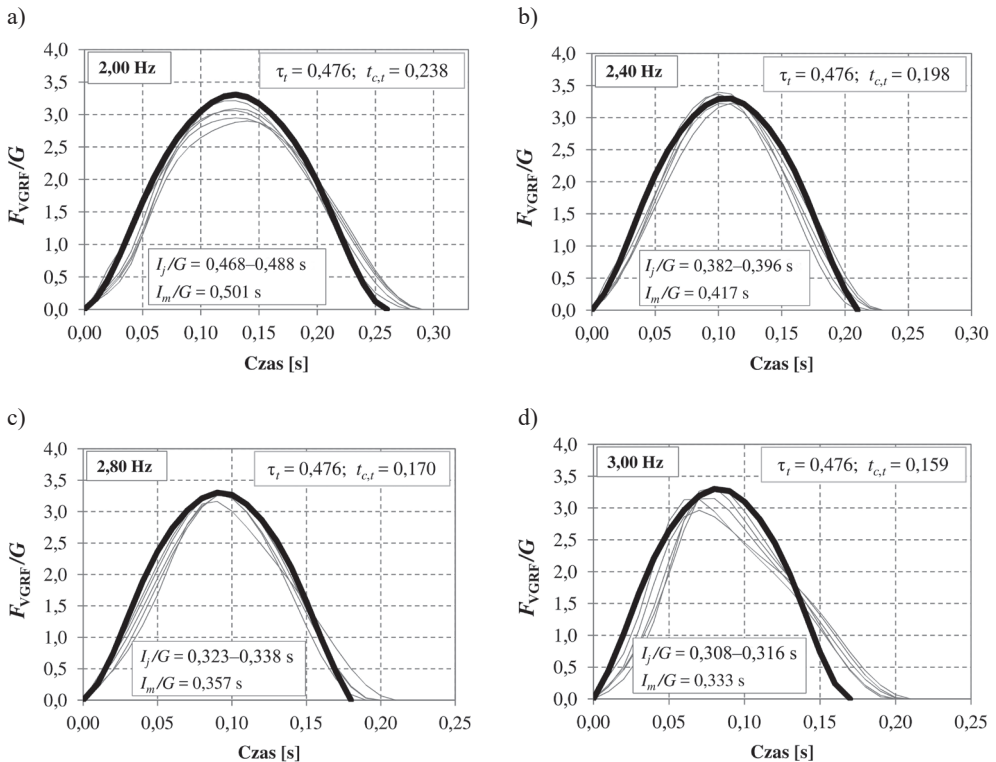 a)
2,00 Hz
τt = 0,476; tc,t = 0,238
4,0
3,5
3,0
2,5
2,0
1,5
1,0
0,5
0,0
FVGRF/G
Ij/G = 0,468–0,488 s
Im/G = 0,501 s
0,00 0,05 0,10 0,15 0,20 0,25 0,30
Czas [s]
b)
2,40 Hz
τt = 0,476; tc,t = 0,198
4,0
3,5
3,0
2,5
2,0
1,5
1,0
0,5
0,0
FVGRF/G
Ij/G = 0,382–0,396 s
Im/G = 0,417 s
0,00 0,05 0,10 0,15 0,20 0,25 0,30
Czas [s]
c)
2,80 Hz
τt = 0,476; tc,t = 0,170
4,0
3,5
3,0
2,5
2,0
1,5
1,0
0,5
0,0
FVGRF/G
Ij/G = 0,323–0,338 s
Im/G = 0,357 s
0,00 0,05 0,10 0,15 0,20 0,25
Czas [s]
d)
3,00 Hz
τt = 0,476; tc,t = 0,159
4,0
3,5
3,0
2,5
2,0
1,5
1,0
0,5
0,0
FVGRF/G
Ij/G = 0,308–0,316 s
Im/G = 0,333 s
0,00 0,05 0,10 0,15 0,20 0,25
Czas [s]